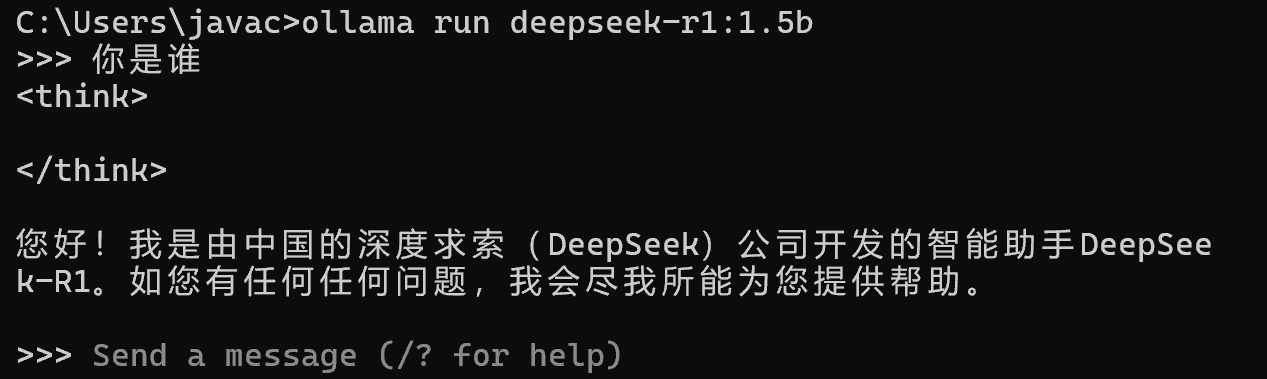 C:\Users\javac>ollama run deepseek-r1:1.5b
>>> 你是谁
<think>
</think>
您好！我是由中国的深度求索（DeepSeek）公司开发的智能助手DeepSee
k-R1。如您有任何任何问题，我会尽我所能为您提供帮助。
>>> Send a message (/? for help)